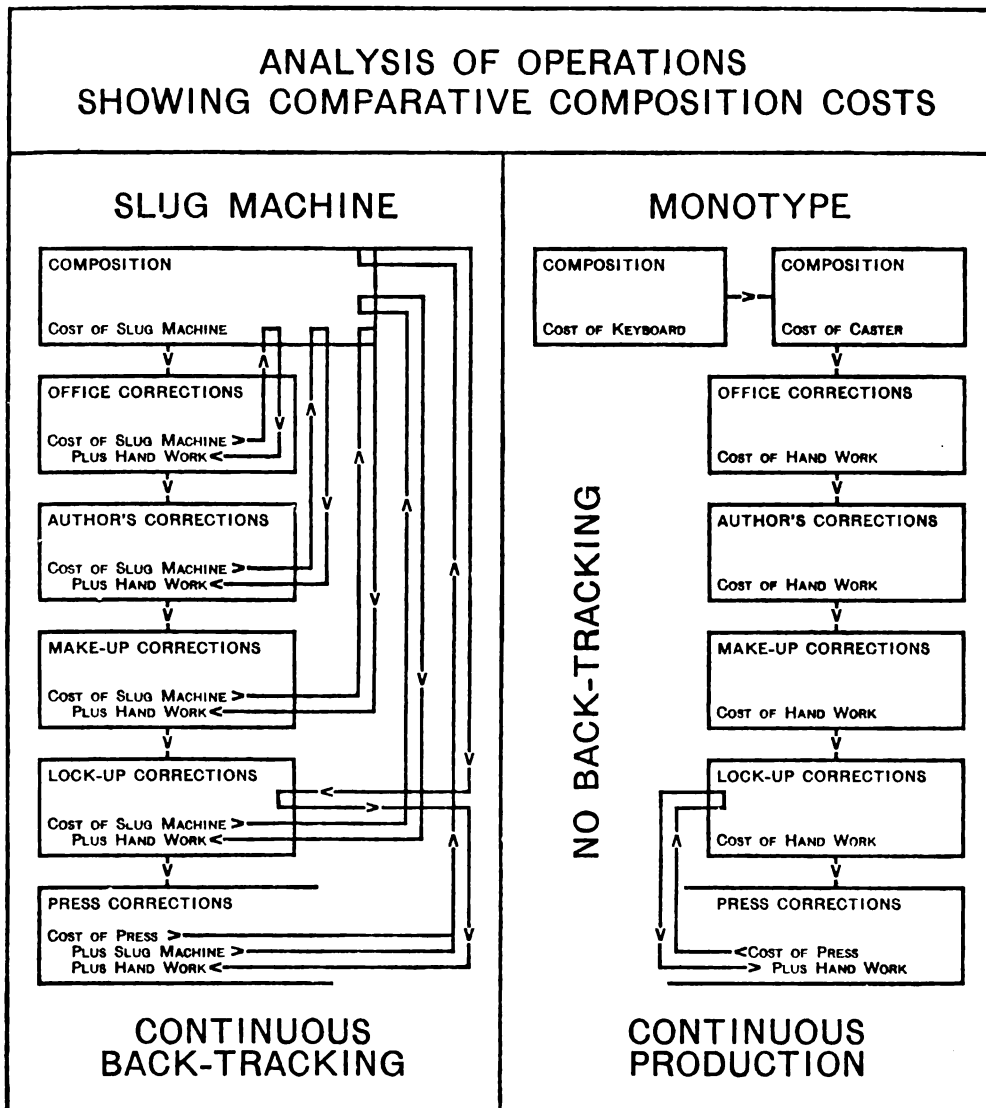 ANALYSIS OF OPERATIONS
SHOWING COMPARATIVE COMPOSITION COSTS
SLUG MACHINE
COMPOSITION
COST OF SLUG MACHINE
OFFICE CORRECTIONS
COST OF SLUG MACHINE
PLUS HAND WORK
AUTHOR'S CORRECTIONS
COST OF SLUG MACHINE
PLUS HAND WORK
MAKE-UP CORRECTIONS
COST OF SLUG MACHINE
PLUS HAND WORK
LOCK-UP CORRECTIONS
COST OF SLUG MACHINE
PLUS HAND WORK
PRESS CORRECTIONS
COST OF PRESS
PLUS SLUG MACHINE
PLUS HAND WORK
CONTINUOUS
BACK-TRACKING
MONOTYPE
COMPOSITION
COST OF KEYBOARD
COMPOSITION
COST OF CASTER
OFFICE CORRECTIONS
COST OF HAND WORK
AUTHOR'S CORRECTIONS
COST OF HAND WORK
MAKE-UP CORRECTIONS
COST OF HAND WORK
LOCK-UP CORRECTIONS
COST OF HAND WORK
PRESS CORRECTIONS
COST OF PRESS
PLUS HAND WORK
NO BACK-TRACKING
CONTINUOUS
PRODUCTION